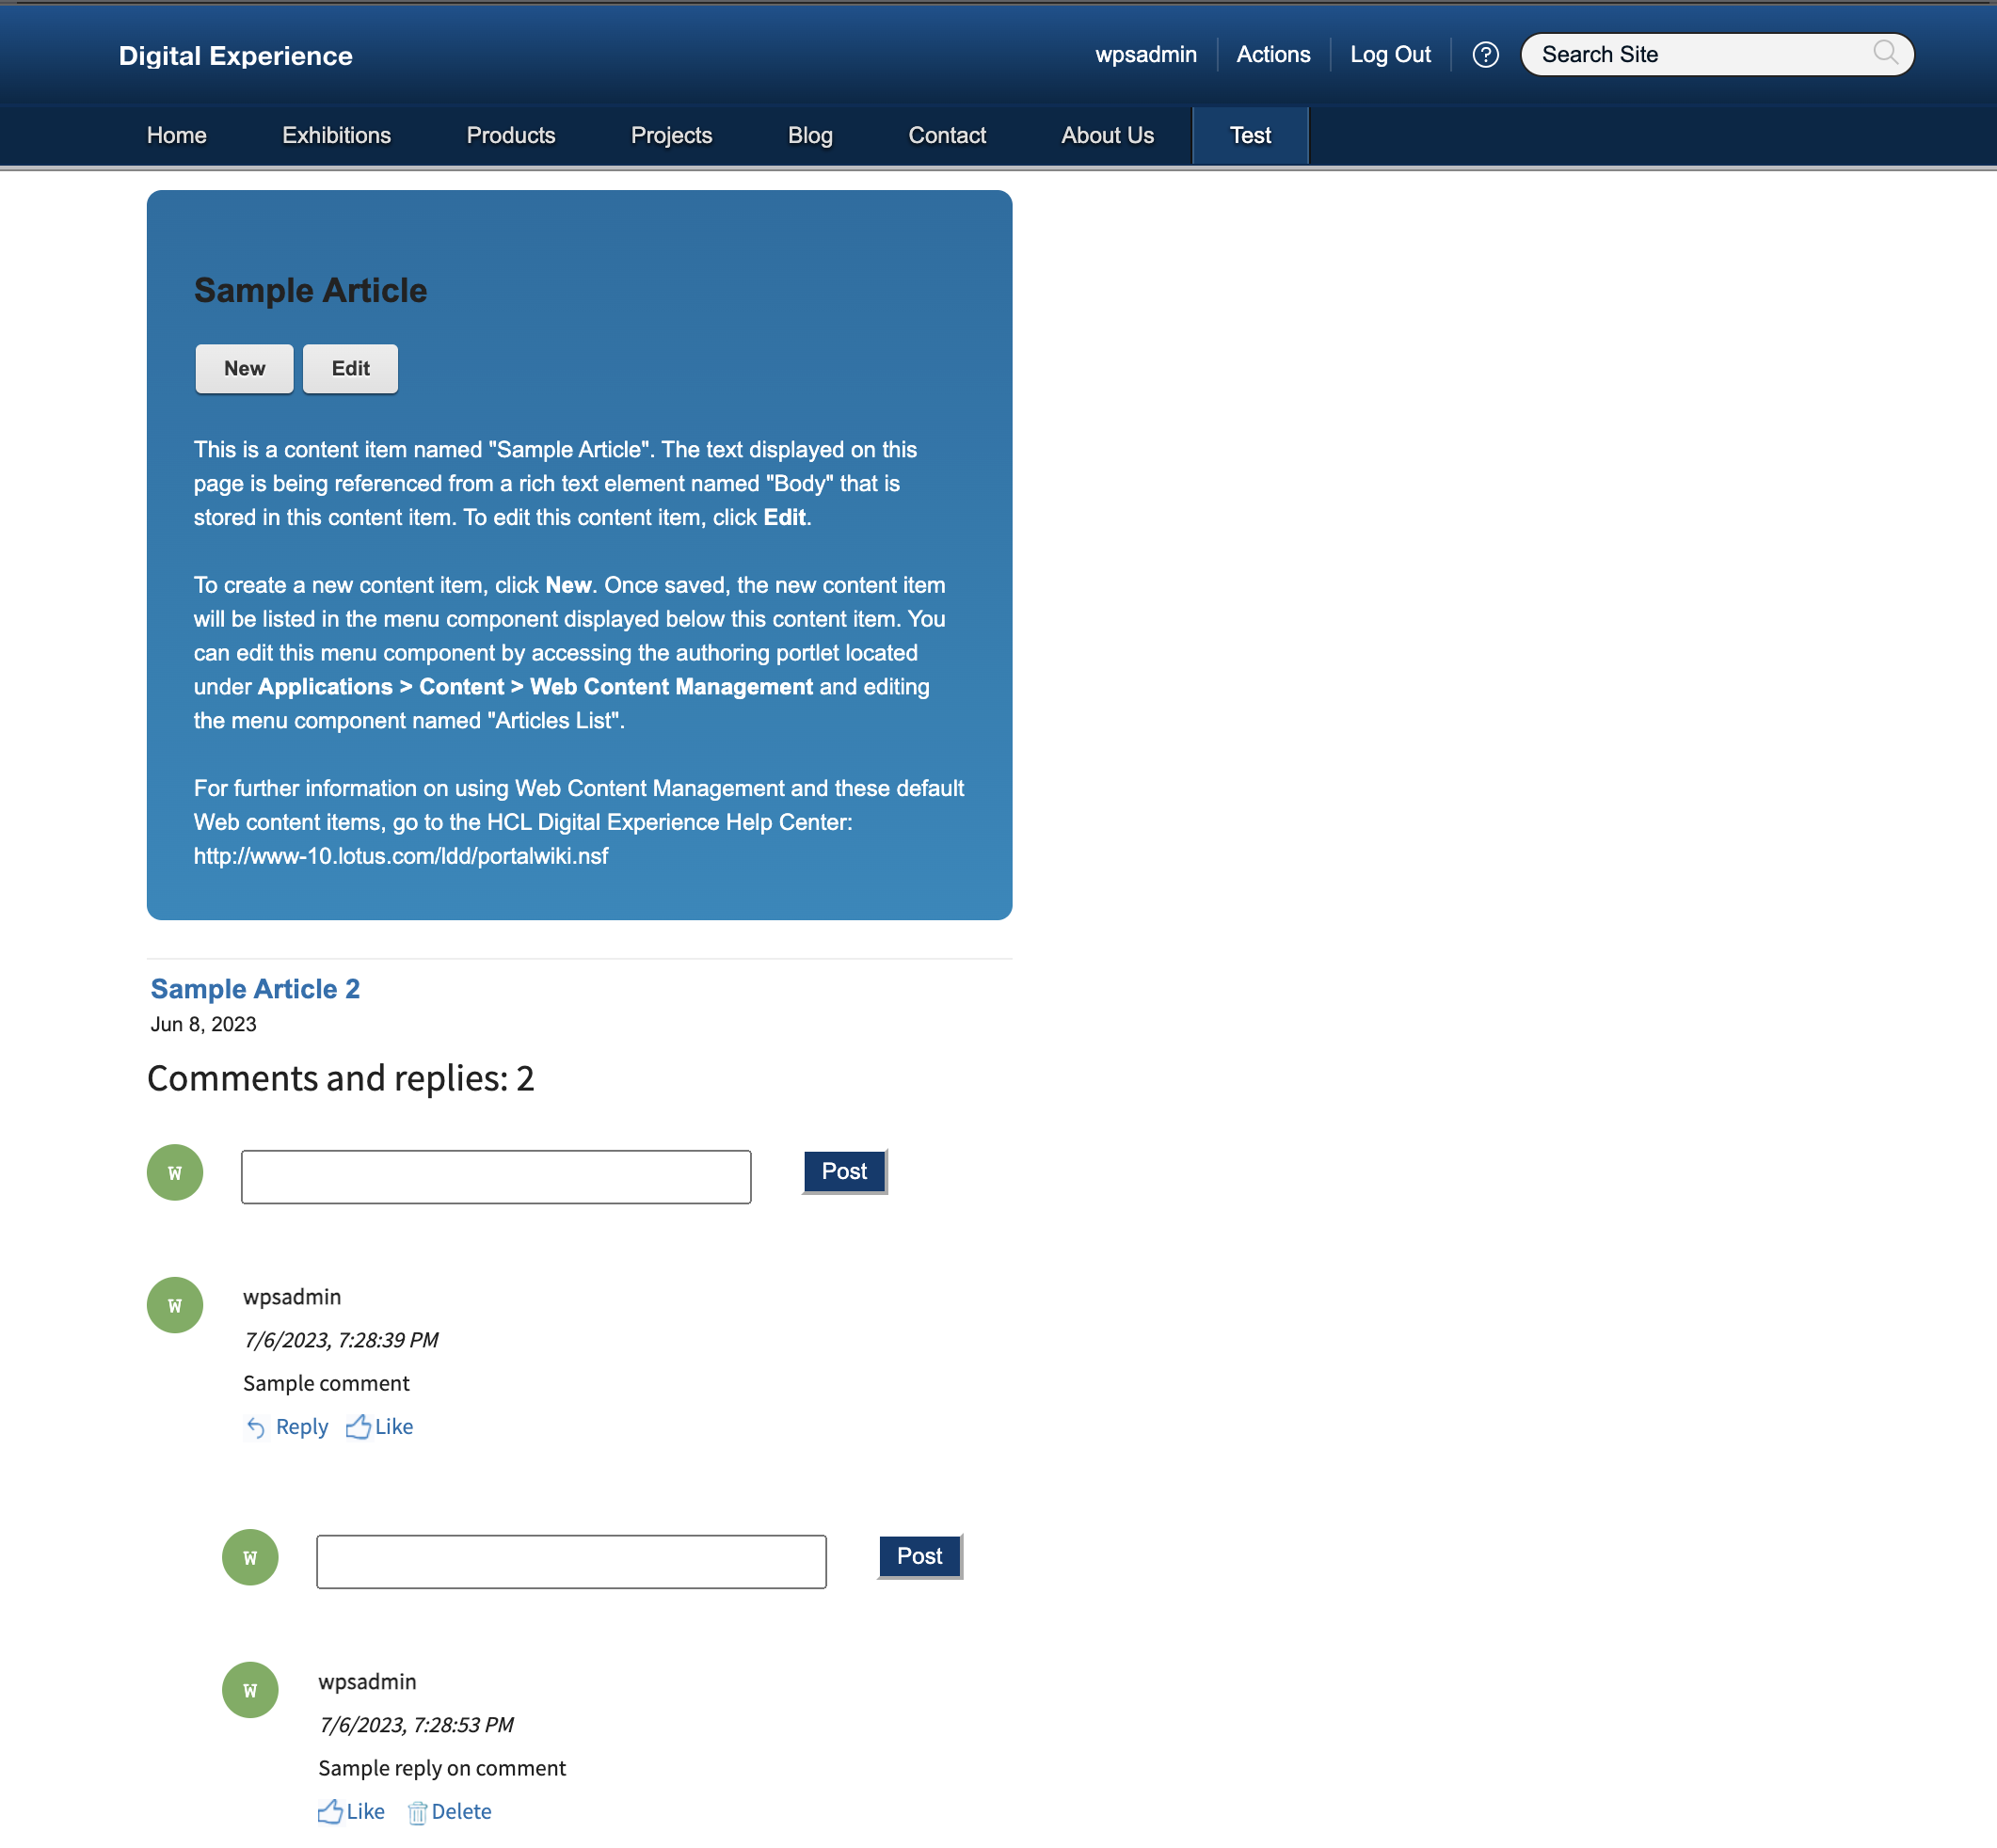 Digital Experience
wpsadmin
Actions
Log Out
?
Search Site
Home
Exhibitions
Products
Projects
Blog
Contact
About Us
Test
Sample Article
New
Edit
This is a content item named "Sample Article". The text displayed on this
page is being referenced from a rich text element named "Body" that is
stored in this content item. To edit this content item, click Edit.
To create a new content item, click New. Once saved, the new content item
will be listed in the menu component displayed below this content item. You
can edit this menu component by accessing the authoring portlet located
under Applications > Content > Web Content Management and editing
the menu component named "Articles List".
For further information on using Web Content Management and these default
Web content items, go to the HCL Digital Experience Help Center:
http://www-10.lotus.com/ldd/portalwiki.nsf
Sample Article 2
Jun 8, 2023
Comments and replies: 2
W
Post
W
wpsadmin
7/6/2023, 7:28:39 PM
Sample comment
Reply
Like
W
Post
W
wpsadmin
7/6/2023, 7:28:53 PM
Sample reply on comment
Like
Delete